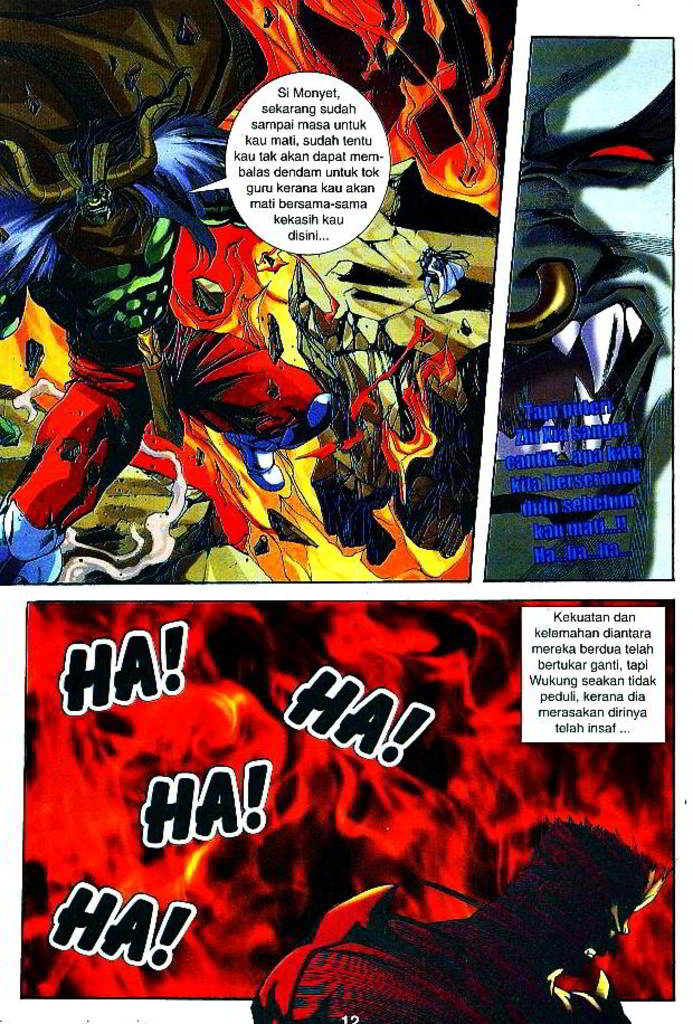 Si Monyet,
sekarang sudah
sampai masa untuk
kau mati, sudah tentu
kau tak akan dapat mem-
balas dendam untuk tok
guru kerana kau akan
mati bersama-sama
kekasih kau
disini...
Tapi puteri
sangat
cantik.. apa kata
kita berseronok
dulu sebelum
kau mati..!!
Ha..ha..ha...
HA!
HA!
HA!
HA!
Kekuatan dan
kelemahan diantara
mereka berdua telah
bertukar ganti, tapi
Wukung seakan tidak
peduli, kerana dia
merasakan dirinya
telah insaf ...
12